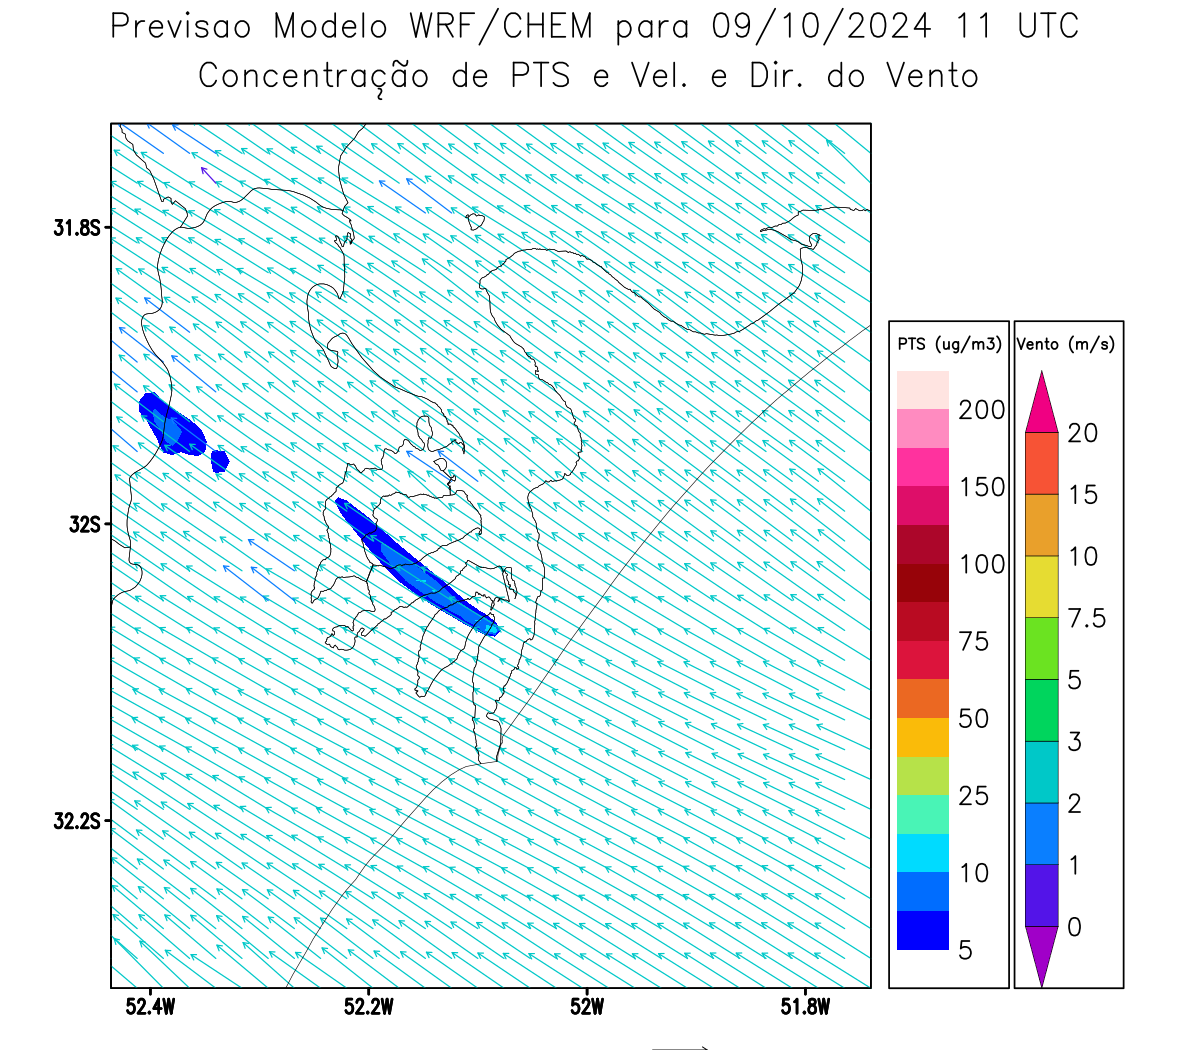 Previsao Modelo WRF/CHEM para 09/10/2024 11 UTC
Concentração de PTS e Vel. e Dir. do Vento
31.8S
32S
32.2S
52.4W 52.2W 52W 51.8W
PTS (ug/m3)
200
150
100
75
50
25
10
5
Vento (m/s)
20
15
10
7.5
5
3
2
1
0